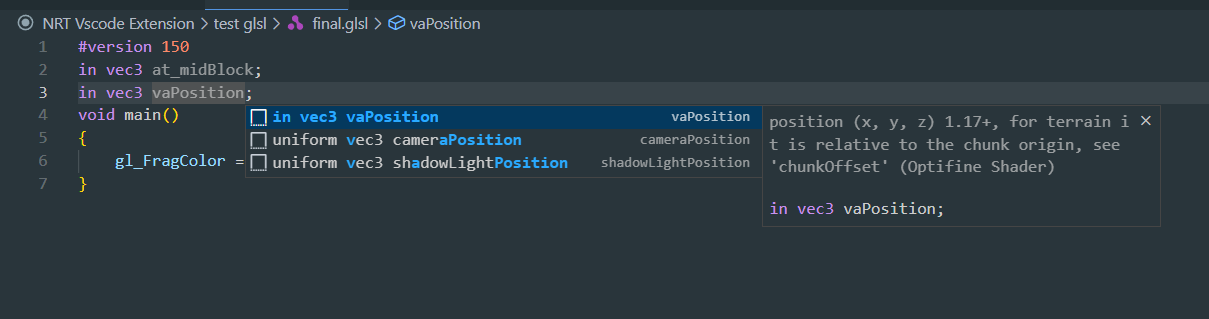 NRT Vscode Extension > test glsl > final.glsl > vaPosition
1 #version 150
2 in vec3 at_midBlock;
3 in vec3 vaPosition;
4 void main()
5 {
6 gl_FragColor =
7 }
in vec3 vaPosition vaPosition
uniform vec3 cameraPosition cameraPosition
uniform vec3 shadowLightPosition shadowLightPosition
position (x, y, z) 1.17+, for terrain i
t is relative to the chunk origin, see
'chunkOffset' (Optifine Shader)
in vec3 vaPosition;